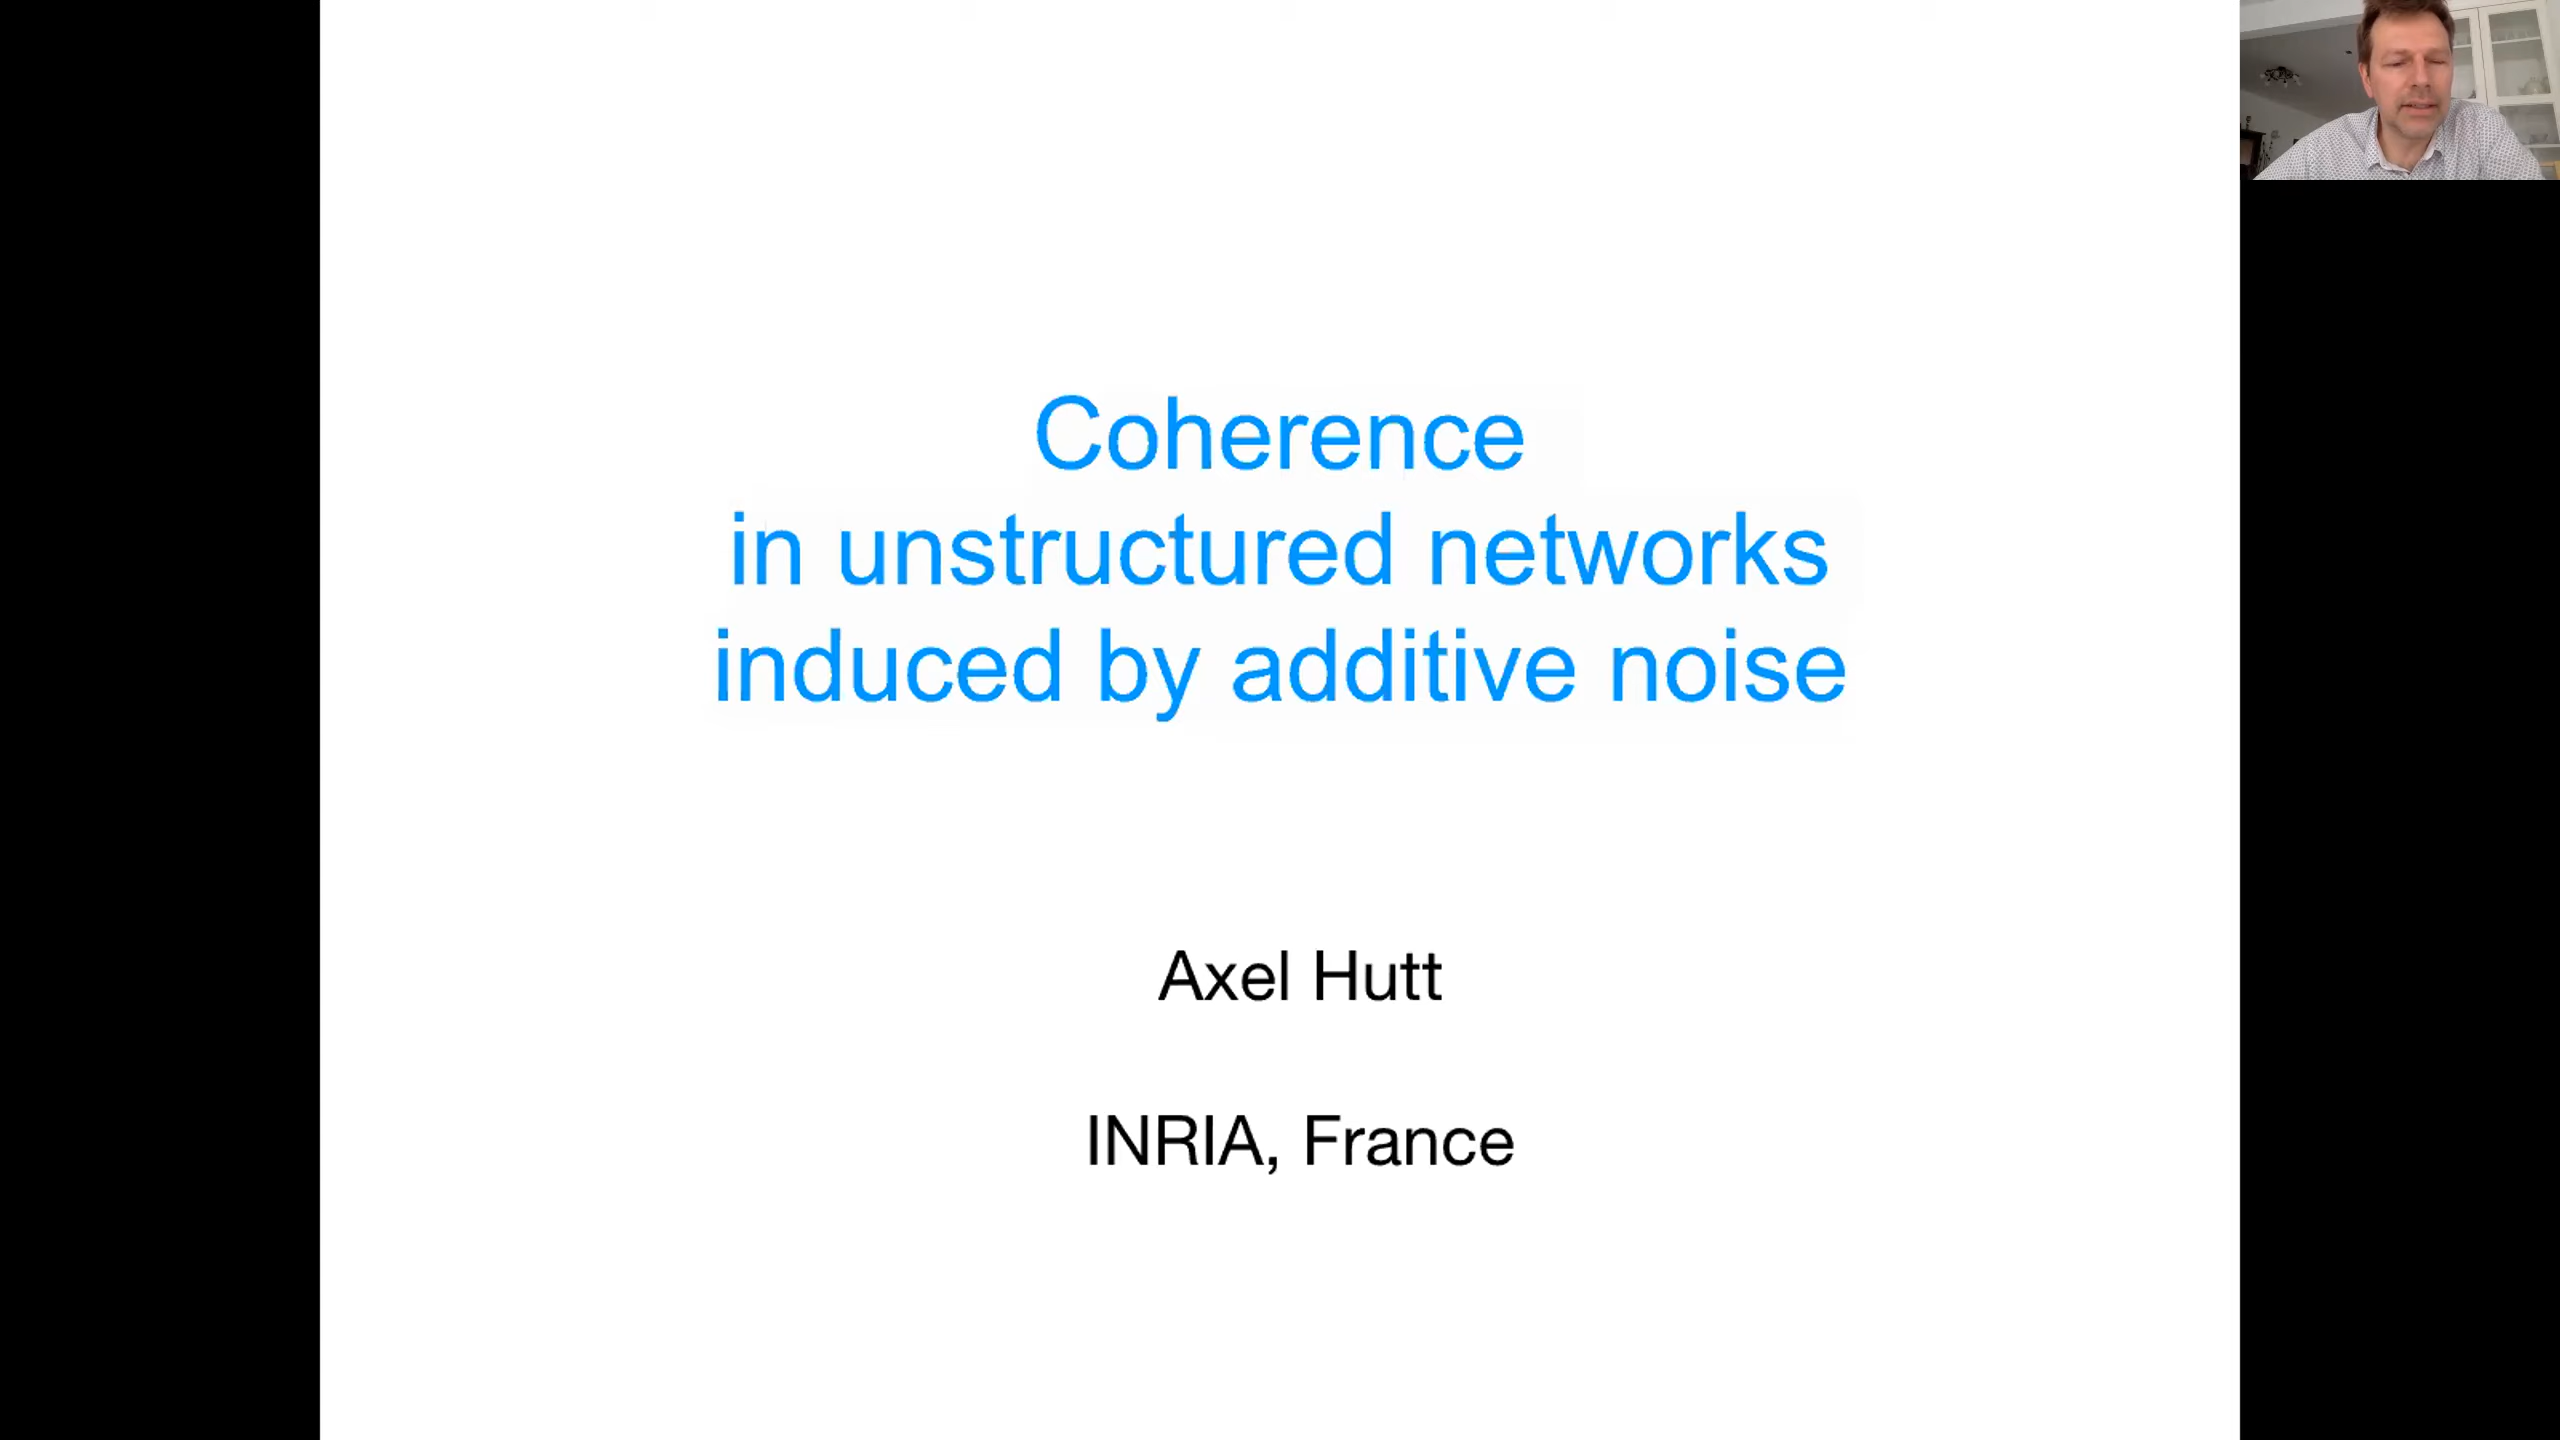 Coherence
in unstructured networks
induced by additive noise
Axel Hutt
INRIA, France